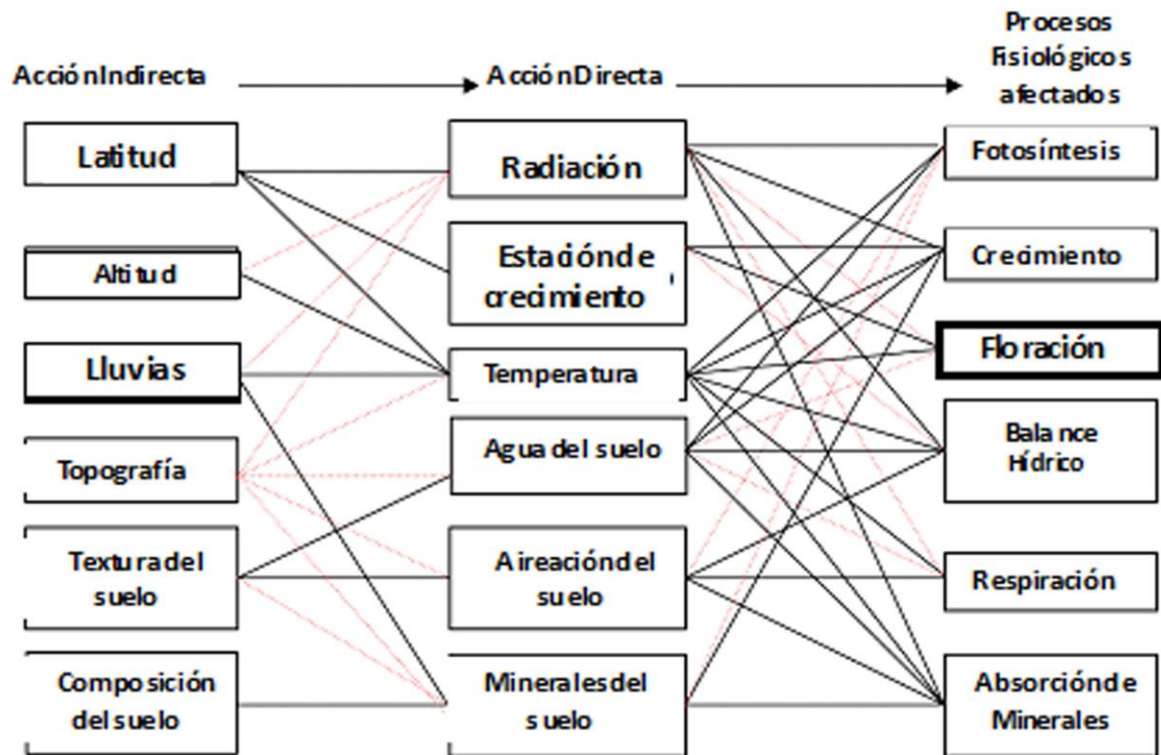 Acción Indirecta
Acción Directa
Procesos
Fisiológicos
afectados
Latitud
Radiación
Fotosíntesis
Altitud
Estación de
crecimiento
Crecimiento
Lluvias
Temperatura
Floración
Topografía
Agua del suelo
Balance
Hídrico
Textura del
suelo
Aireación del
suelo
Respiración
Composición
del suelo
Minerales del
suelo
Absorción de
Minerales